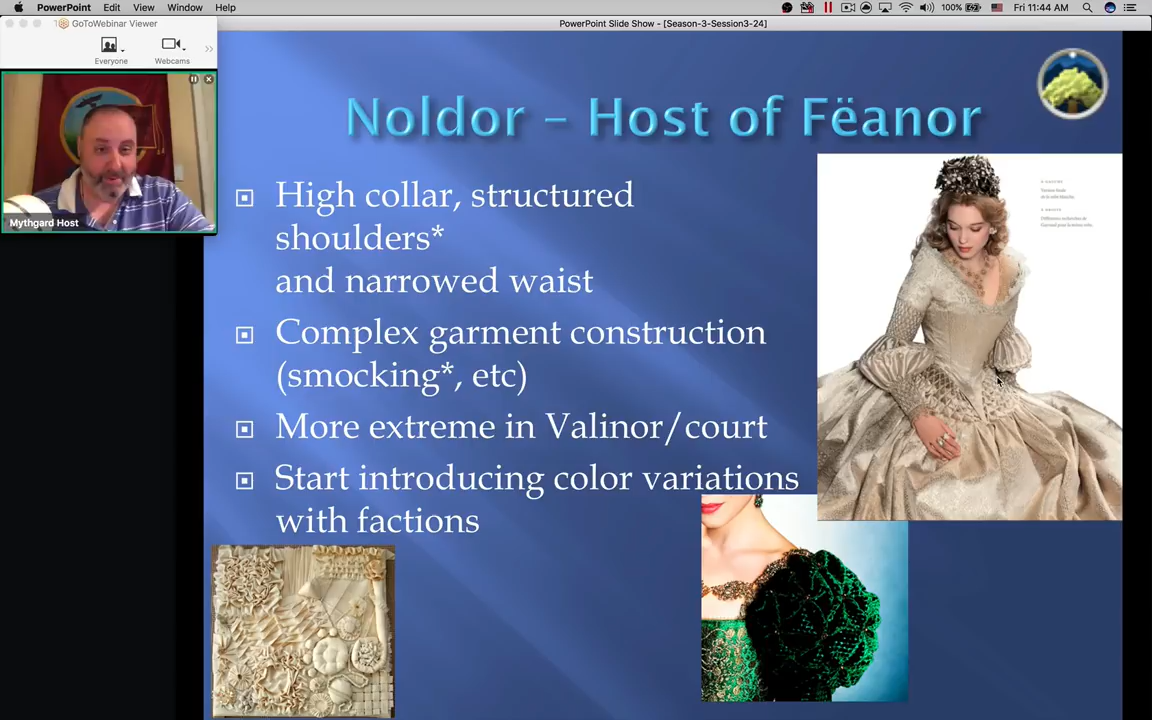 PowerPoint File Edit View Window Help
100% Fri 11:44 AM
PowerPoint Slide Show - [Season-3-Session3-24]
GoToWebinar Viewer
Everyone
Webcams
Mythgard Host
Noldor – Host of Fëanor
High collar, structured
shoulders*
and narrowed waist
Complex garment construction
(smocking*, etc)
More extreme in Valinor/court
Start introducing color variations
with factions